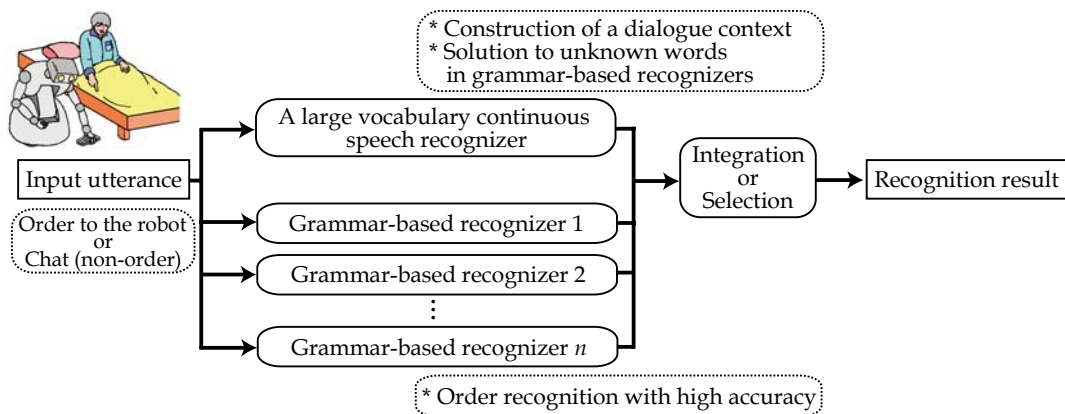 * Construction of a dialogue context
* Solution to unknown words
in grammar-based recognizers
A large vocabulary continuous
speech recognizer
Input utterance
Order to the robot
or
Chat (non-order)
Grammar-based recognizer 1
Grammar-based recognizer 2
⋮
Grammar-based recognizer n
Integration
or
Selection
Recognition result
* Order recognition with high accuracy